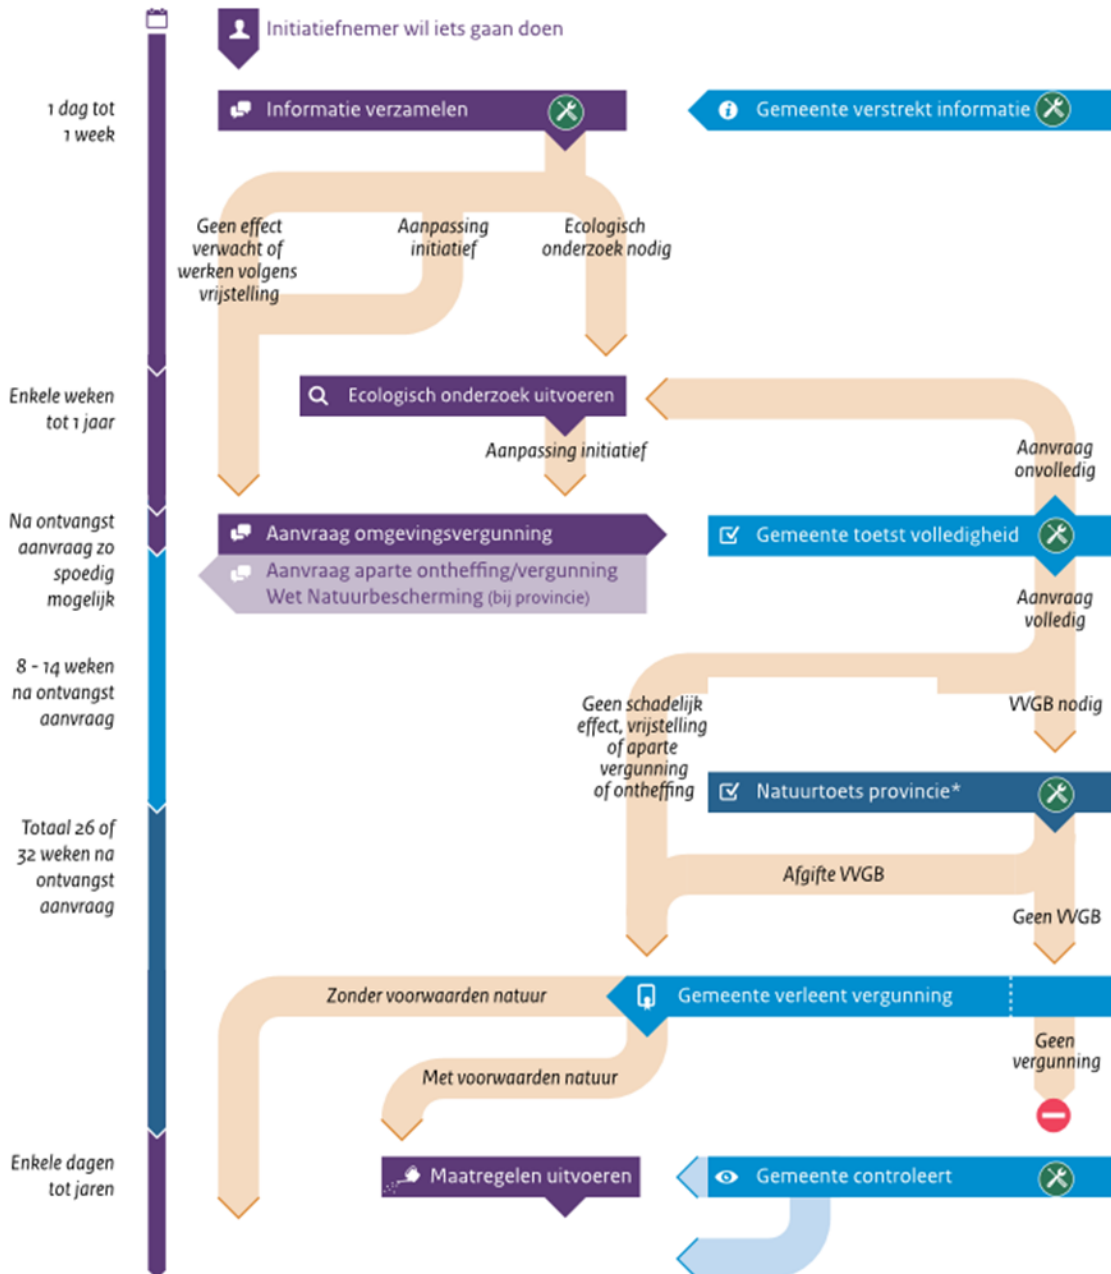 Initiatiefnemer wil iets gaan doen
1 dag tot
1 week
Informatie verzamelen
Gemeente verstrekt informatie
Geen effect
verwacht of
werken volgens
vrijstelling
Aanpassing
initiatief
Ecologisch
onderzoek nodig
Enkele weken
tot 1 jaar
Ecologisch onderzoek uitvoeren
Aanpassing initiatief
Aanvraag
onvolledig
Na ontvangst
aanvraag zo
spoedig
mogelijk
Aanvraag omgevingsvergunning
Aanvraag aparte ontheffing/vergunning
Wet Natuurbescherming (bij provincie)
Gemeente toetst volledigheid
Aanvraag
volledig
8 - 14 weken
na ontvangst
aanvraag
Geen schadelijk
effect, vrijstelling
of aparte
vergunning
of ontheffing
VVGB nodig
Natuurtoets provincie*
Totaal 26 of
32 weken na
ontvangst
aanvraag
Afgifte VVGB
Geen VVGB
Zonder voorwaarden natuur
Gemeente verleent vergunning
Met voorwaarden natuur
Geen
vergunning
Enkele dagen
tot jaren
Maatregelen uitvoeren
Gemeente controleert